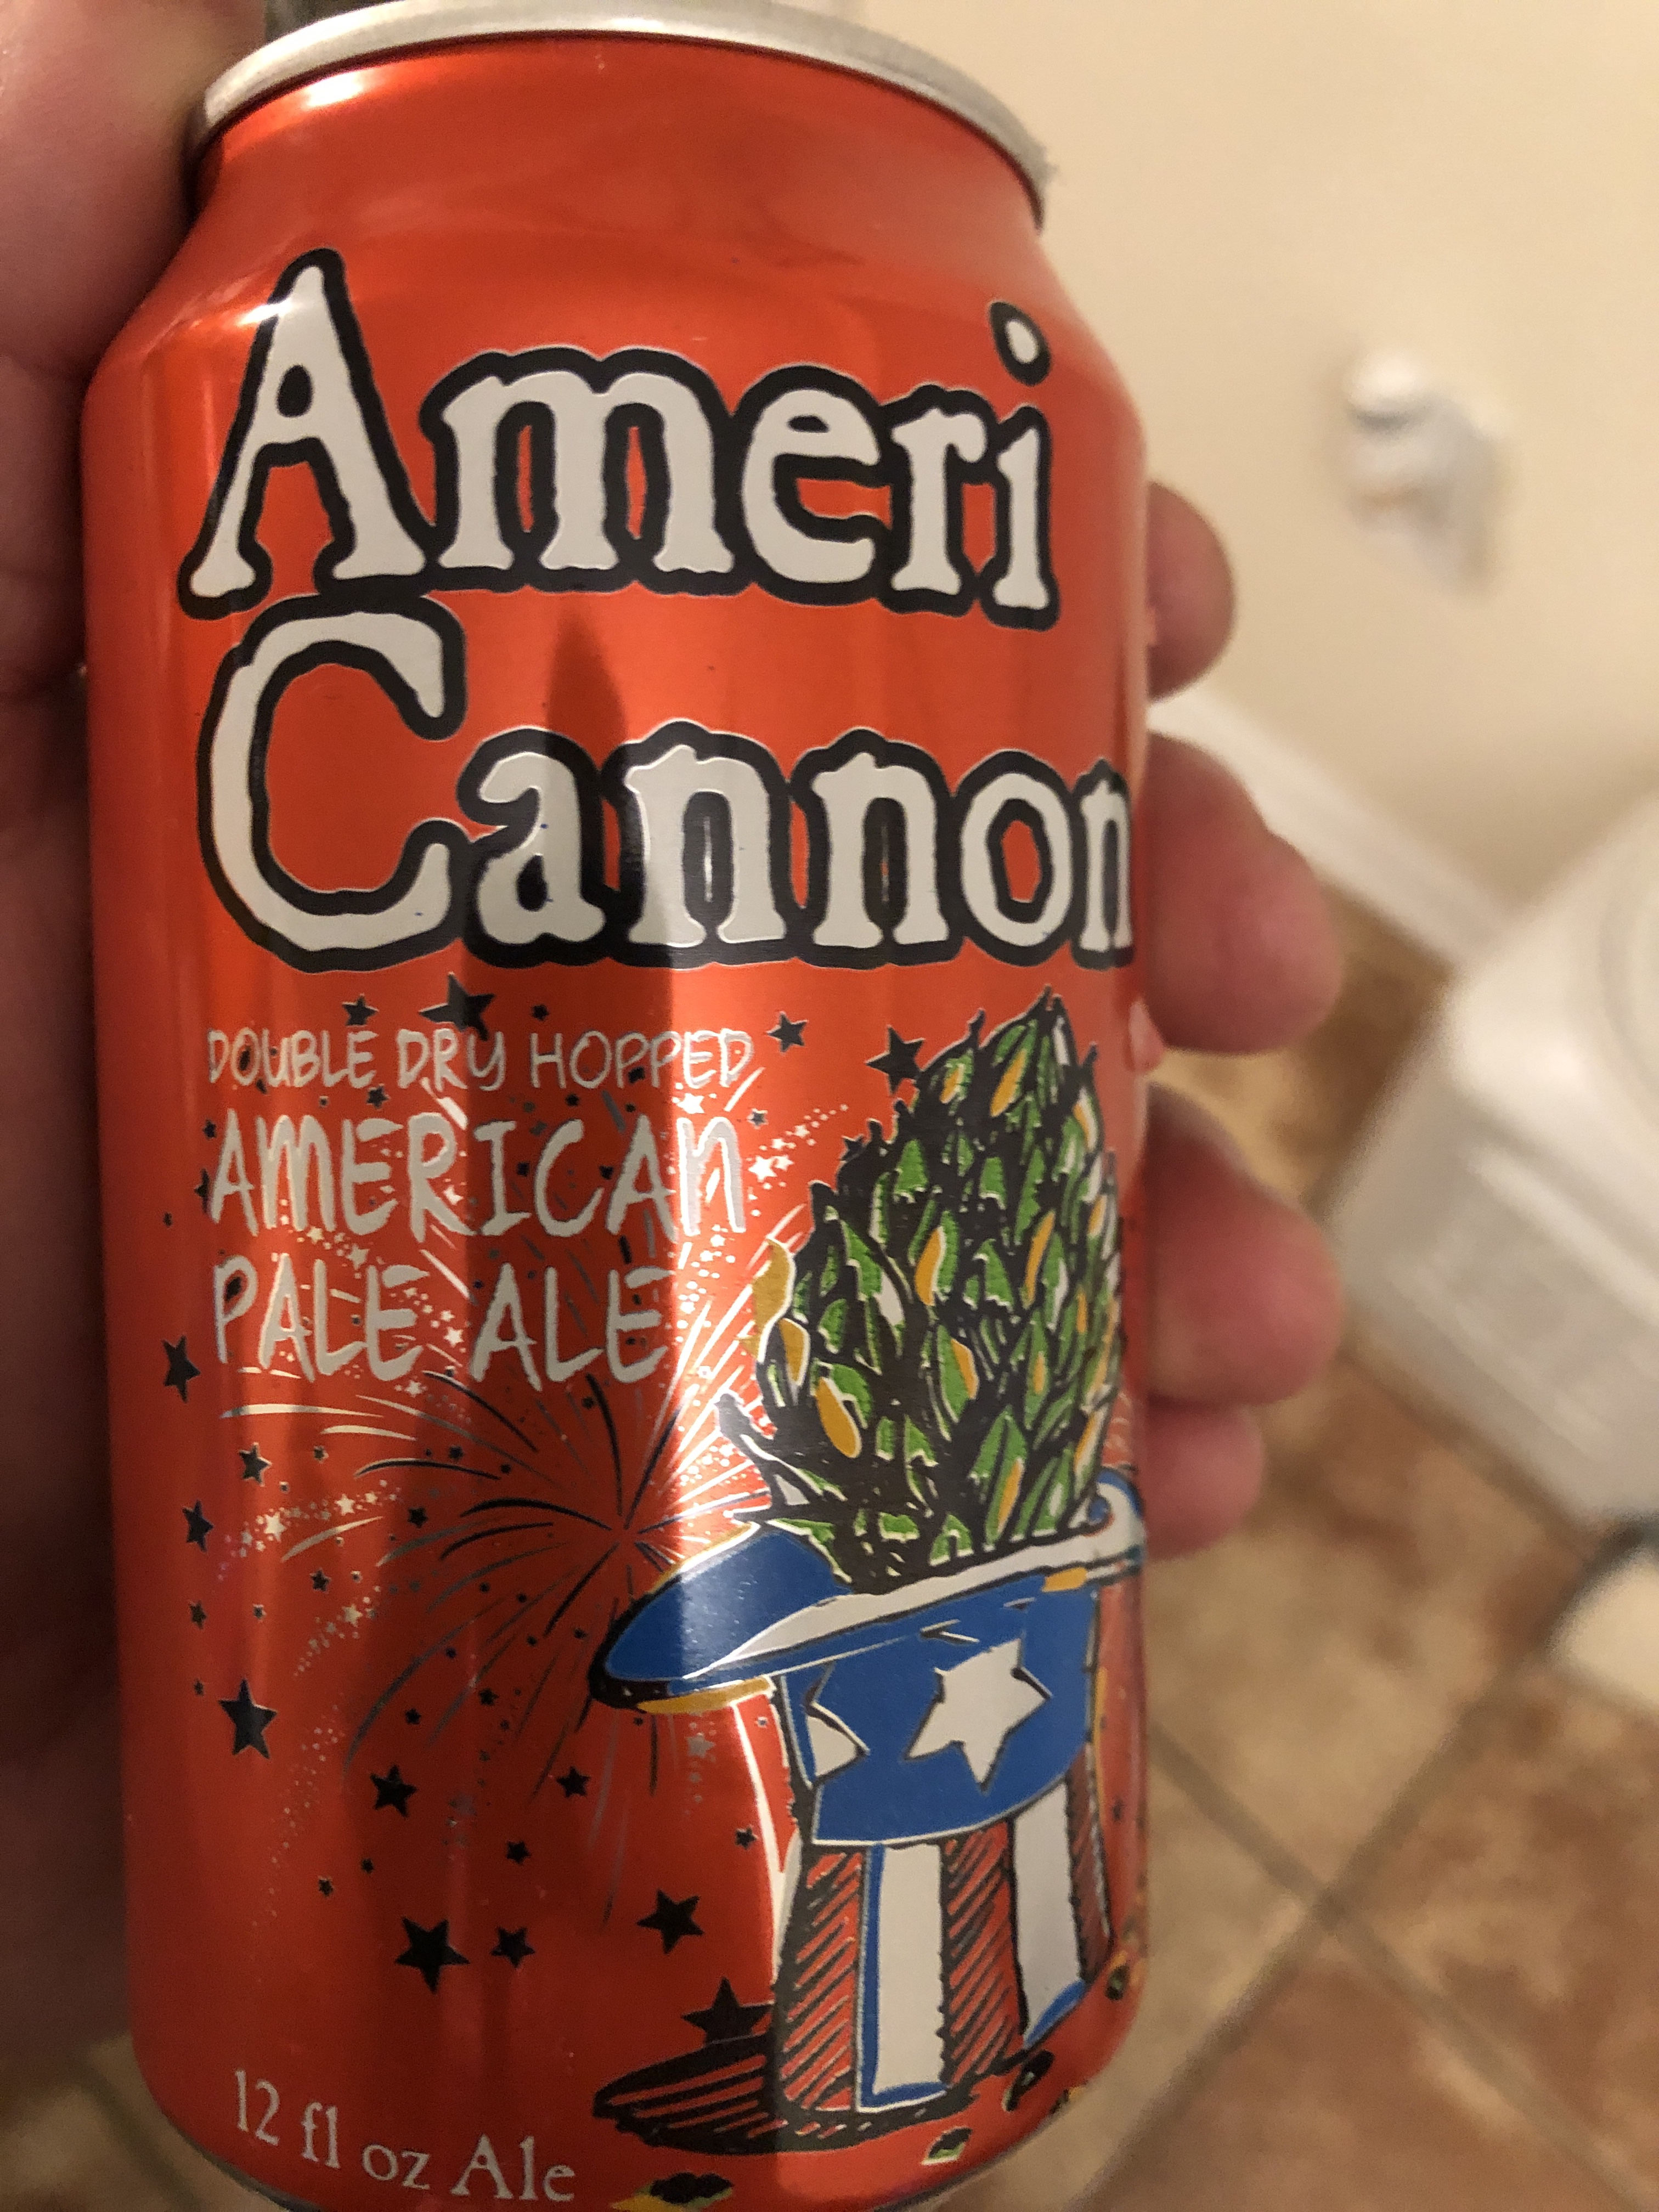 Ameri
Cannon
DOUBLE DRY HOPPED
AMERICAN
PALE ALE
12 fl oz Ale